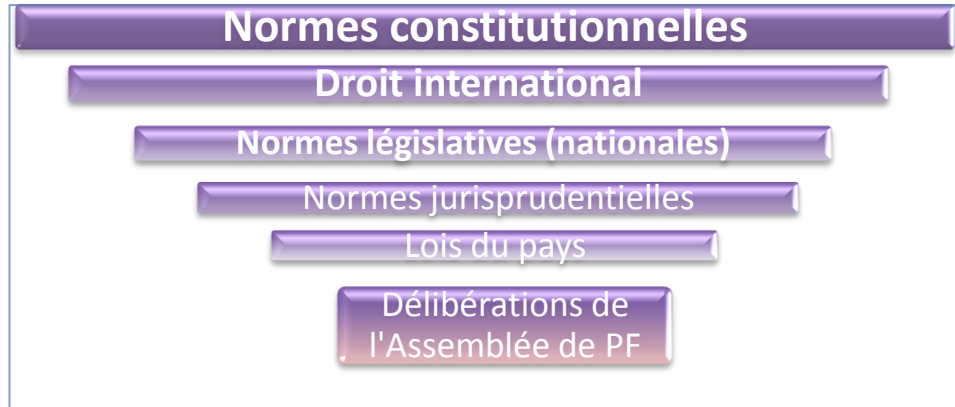 Normes constitutionnelles
Droit international
Normes législatives (nationales)
Normes jurisprudentielles
Lois du pays
Délibérations de
l'Assemblée de PF